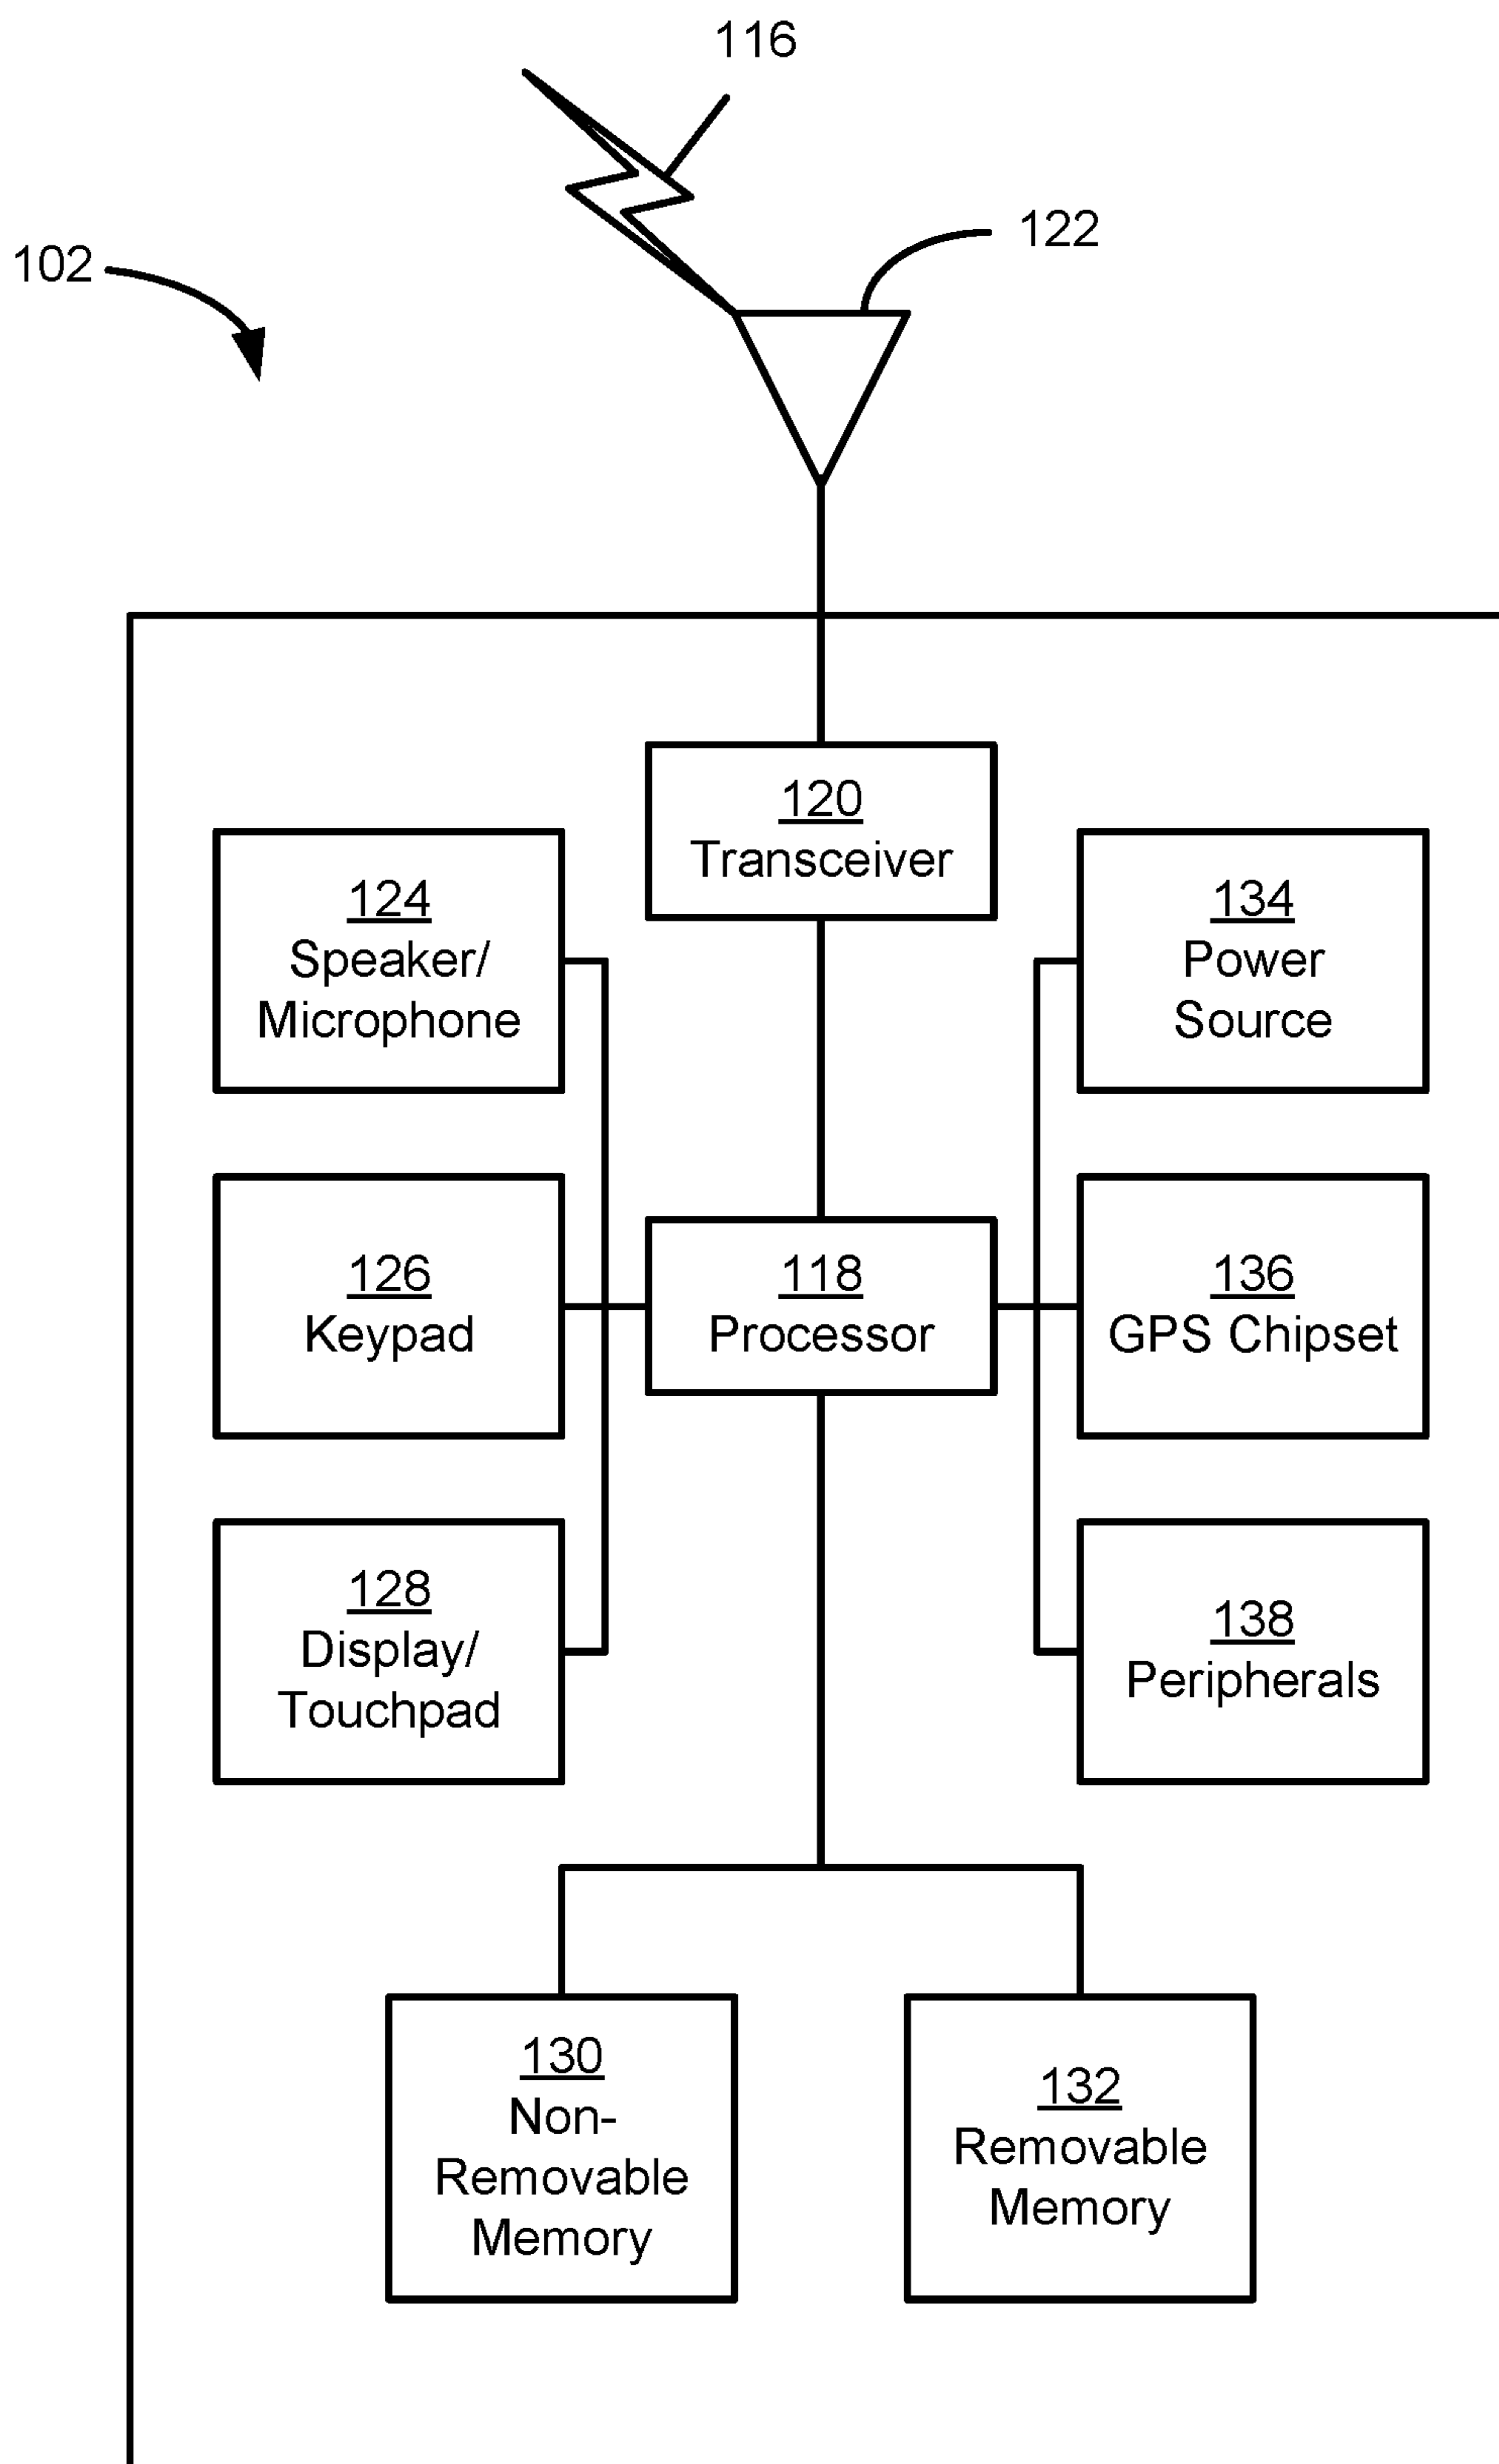 116
122
102
120
Transceiver
124
Speaker/
Microphone
134
Power
Source
126
Keypad
118
Processor
136
GPS Chipset
128
Display/
Touchpad
138
Peripherals
130
Non-
Removable
Memory
132
Removable
Memory